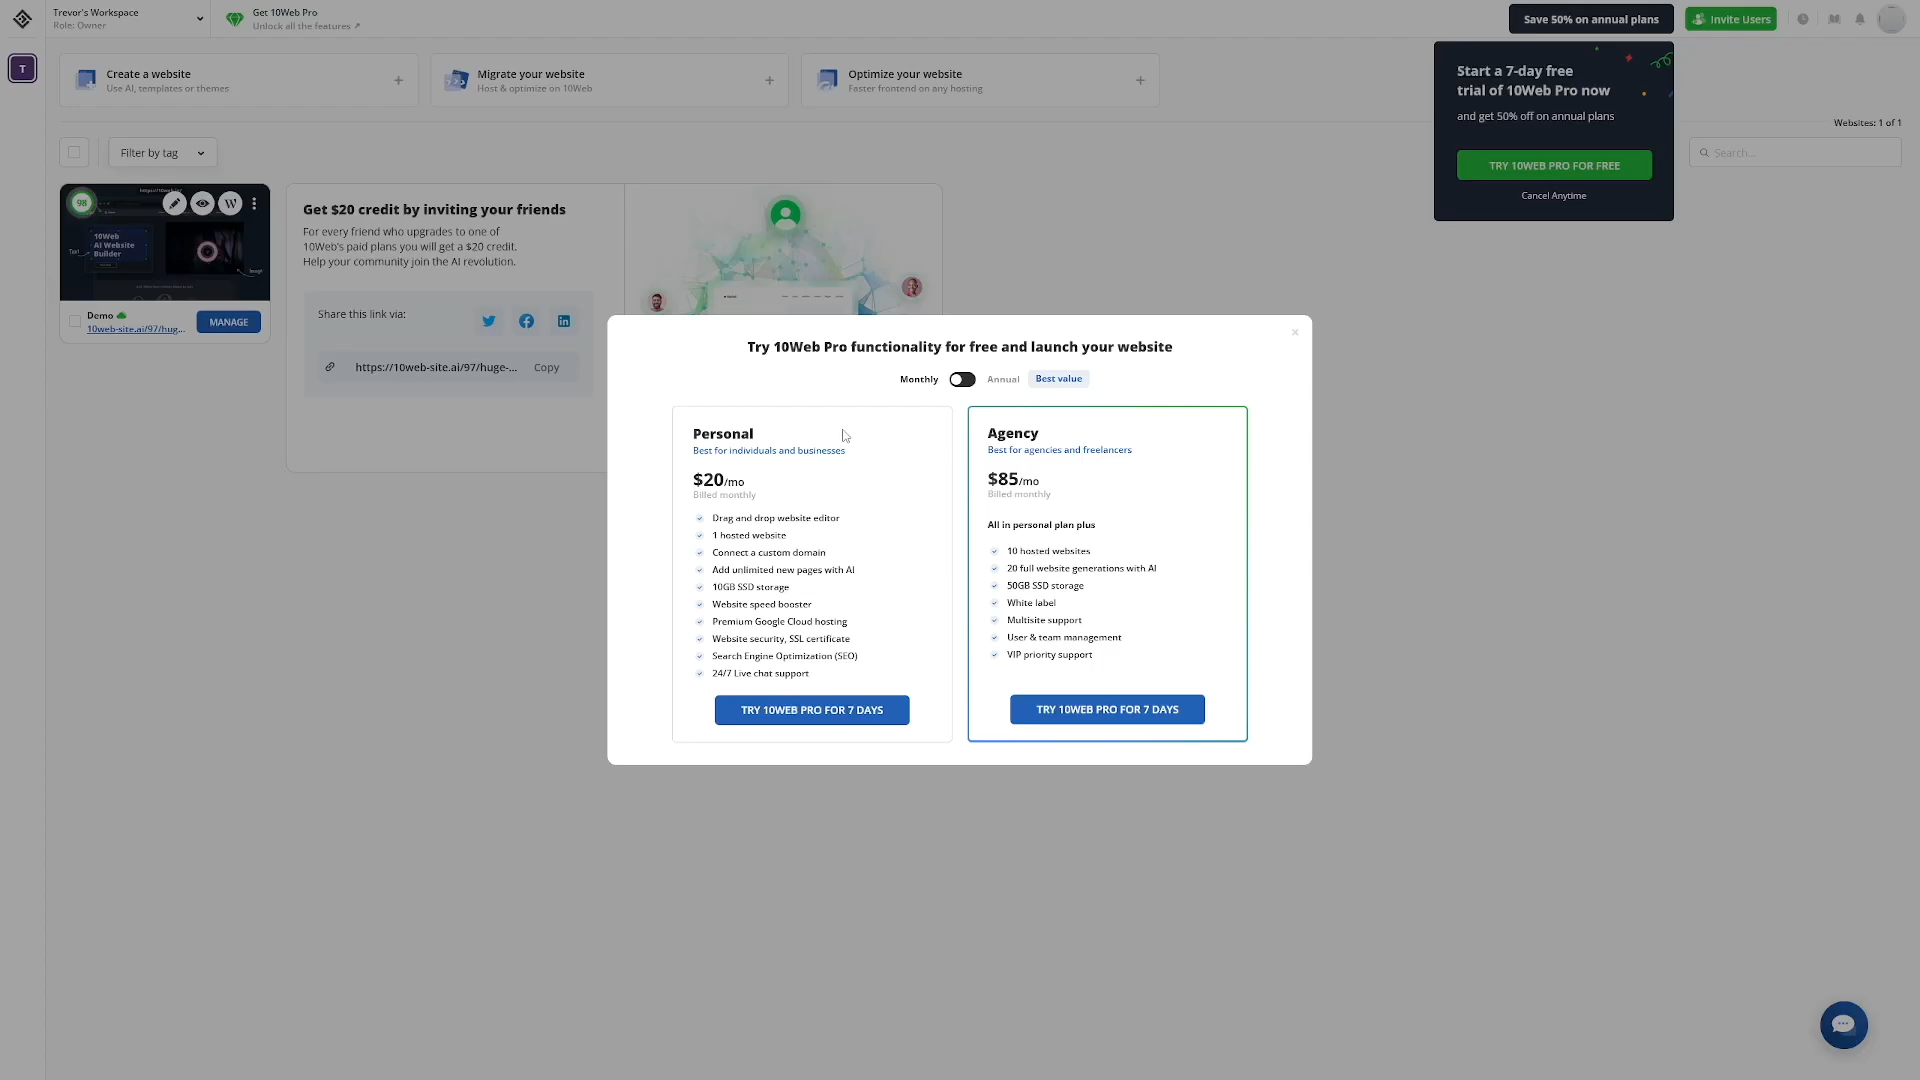 Trevor's Workspace
Role: Owner
Get 10Web Pro
Unlock all the features ↗
Save 50% on annual plans
Invite Users
T
Create a website
Use AI, templates or themes
Migrate your website
Host & optimize on 10Web
Optimize your website
Faster frontend on any hosting
Start a 7-day free
trial of 10Web Pro now
and get 50% off on annual plans
TRY 10WEB PRO FOR FREE
Cancel Anytime
Websites: 1 of 1
Filter by tag
Search...
98
W
10Web
AI Website
Builder
Demo
10web-site.ai/97/hug...
MANAGE
Get $20 credit by inviting your friends
For every friend who upgrades to one of
10Web's paid plans you will get a $20 credit.
Help your community join the AI revolution.
Share this link via:
https://10web-site.ai/97/huge-...
Copy
Try 10Web Pro functionality for free and launch your website
Monthly
Annual
Best value
Personal
Best for individuals and businesses
$20/mo
Billed monthly
Drag and drop website editor
1 hosted website
Connect a custom domain
Add unlimited new pages with AI
10GB SSD storage
Website speed booster
Premium Google Cloud hosting
Website security, SSL certificate
Search Engine Optimization (SEO)
24/7 Live chat support
TRY 10WEB PRO FOR 7 DAYS
Agency
Best for agencies and freelancers
$85/mo
Billed monthly
All in personal plan plus
10 hosted websites
20 full website generations with AI
50GB SSD storage
White label
Multisite support
User & team management
VIP priority support
TRY 10WEB PRO FOR 7 DAYS